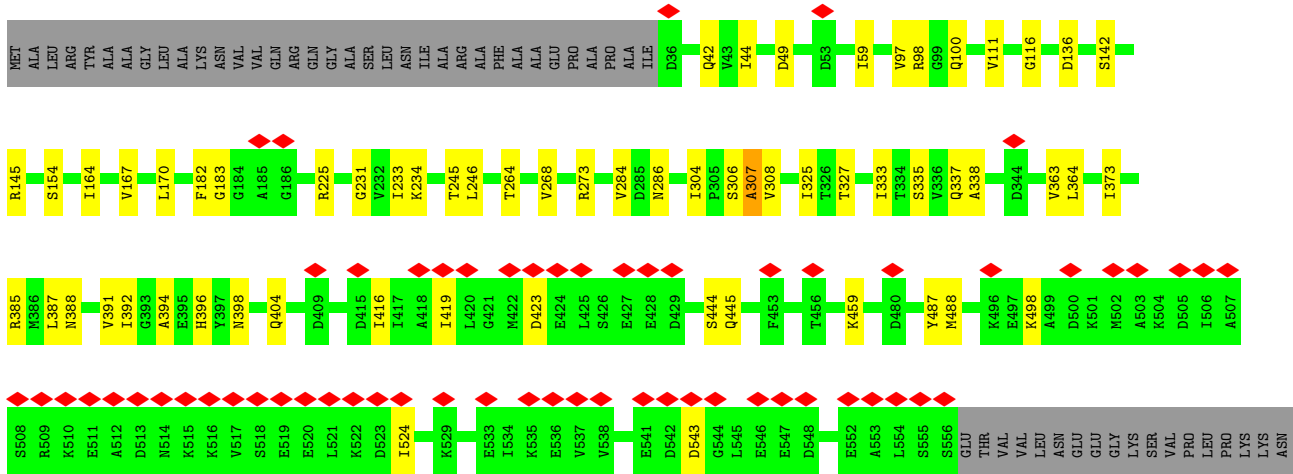 MET ALA LEU ARG TYR ALA ALA GLY LEU ALA LYS ASN VAL VAL GLN ARG GLN GLY ALA SER LEU ASN ILE ALA ARG ALA PHE ALA ALA GLU PRO ALA PRO ALA ILE D36 Q42 V43 I44 D49 D53 I59 V97 R98 G99 Q100 V111 G116 D136 S142
R145 S154 I164 V167 L170 F182 G183 G184 A185 G186 R225 G231 V232 I233 K234 T245 L246 T264 V268 R273 V284 D285 N286 I304 P305 S306 A307 V308 I325 T326 T327 I333 T334 S335 V336 Q337 A338 D344 V363 L364 I373
R385 M386 L387 N388 V391 I392 G393 A394 E395 H396 Y397 N398 Q404 D409 D415 I416 I417 A418 I419 L420 G421 M422 D423 E424 L425 S426 E427 E428 D429 S444 Q445 F453 T456 K459 D480 Y487 M488 K496 E497 K498 A499 D500 K501 M502 A503 K504 D505 I506 A507
S508 R509 K510 E511 A512 D513 N514 K515 K516 V517 S518 E519 E520 L521 K522 D523 I524 K529 E533 I534 K535 E536 V537 V538 E541 D542 D543 G544 L545 E546 E547 D548 E552 A553 L554 S555 S556 GLU THR VAL VAL LEU ASN GLU GLU GLY LYS SER VAL PRO LEU PRO LYS LYS ASN